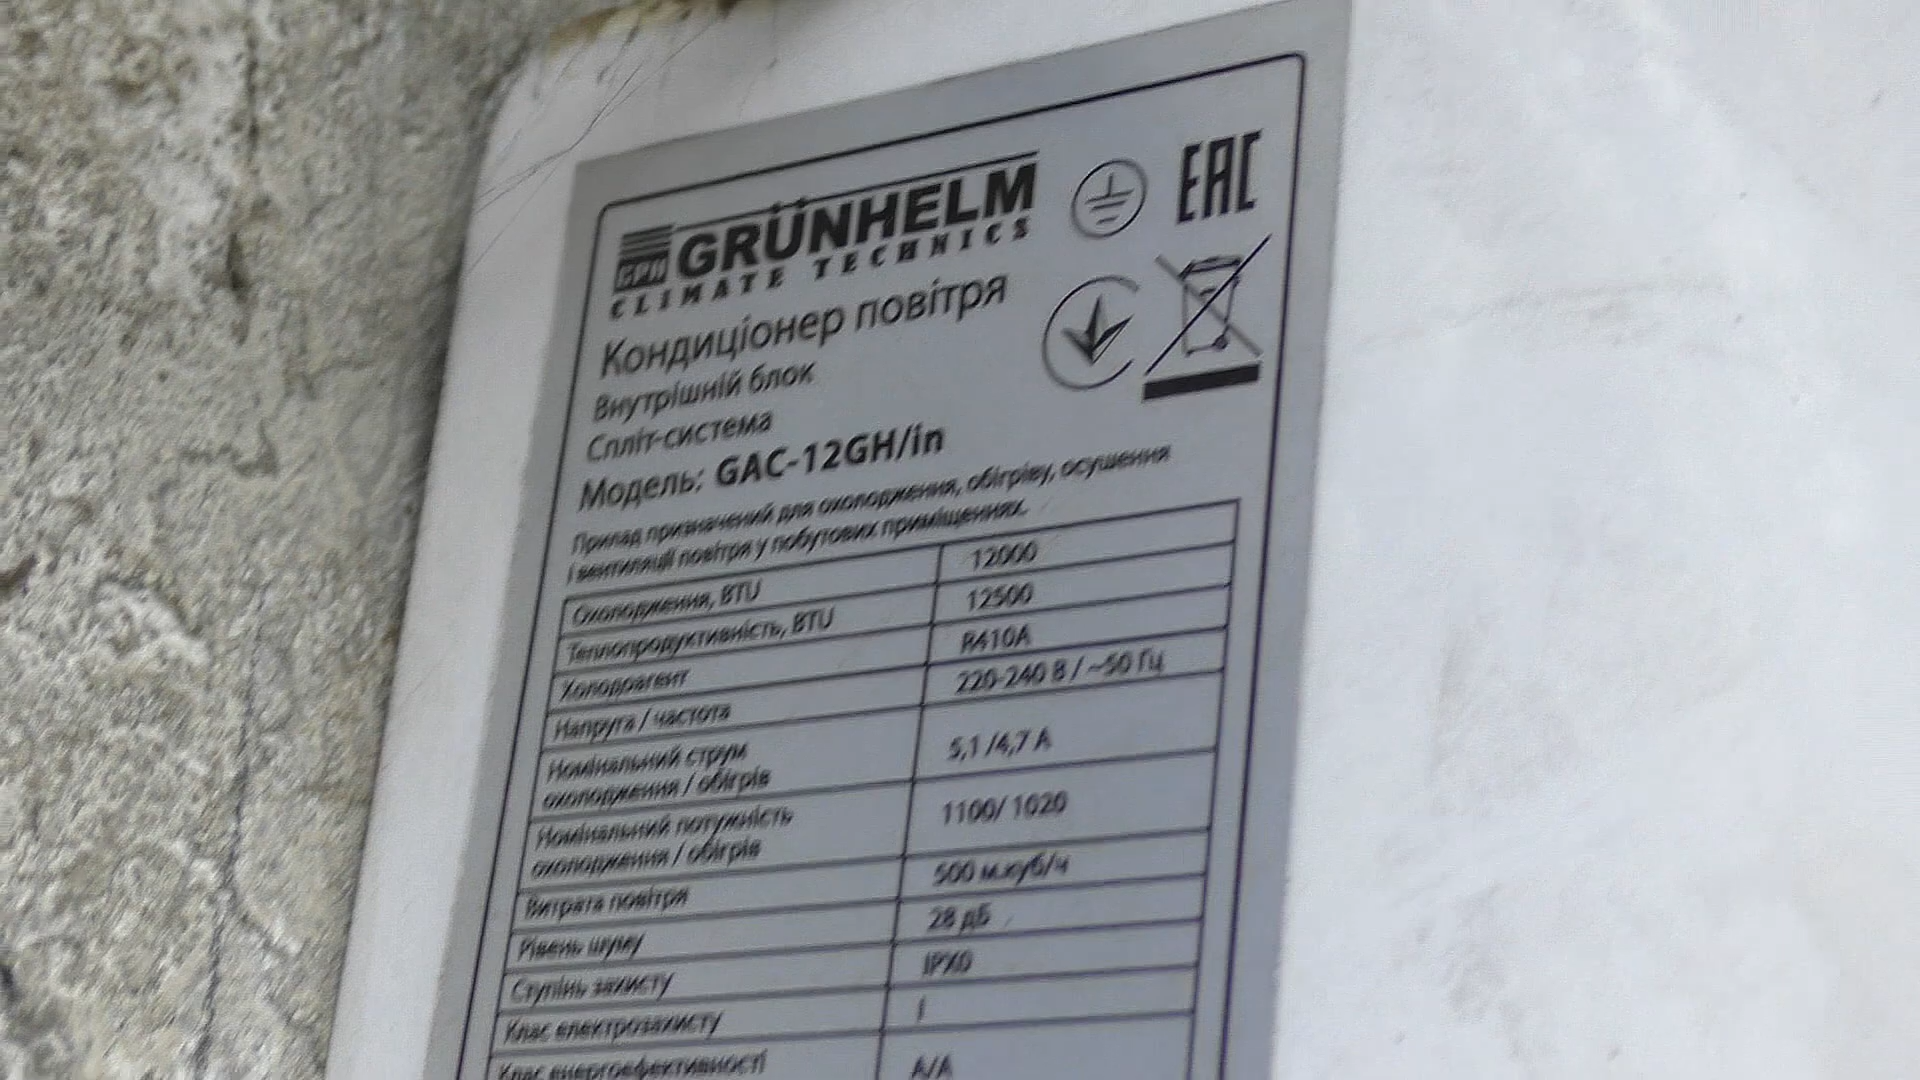 GPH GRÜNHELM
CLIMATE TECHNICS
EAC
Кондиціонер повітря
Внутрішній блок
Спліт-система
Модель: GAC-12GH/in
Прилад призначений для охолодження, обігріву, осушення
і вентиляції повітря у побутових приміщеннях.
Охолодження, BTU 12000
Теплопродуктивність, BTU 12500
Холодоагент R410A
Напруга / частота 220-240 В / ~50 Гц
Номінальний струм
охолодження / обігрів 5,1 /4,7 А
Номінальний потужність
охолодження / обігрів 1100/ 1020
Витрата повітря 500 м.куб/ч
Рівень шуму 28 дБ
Ступінь захисту IPX0
Клас електрозахисту I
Клас енергоефективності A/A